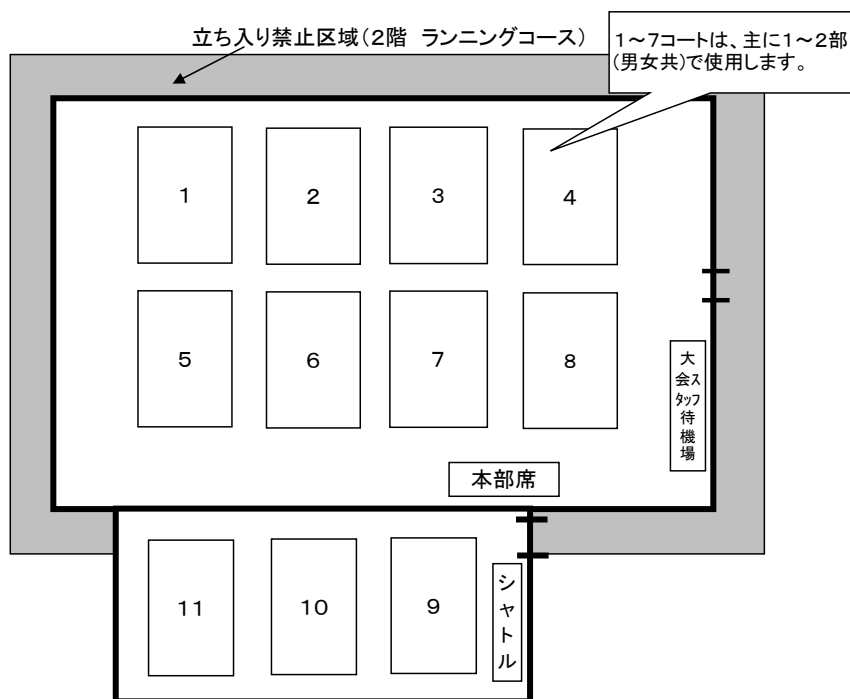 立ち入り禁止区域（２階 ランニングコース）
１～７コートは、主に１～２部
（男女共）で使用します。
１
２
３
４
５
６
７
８
大会スタッフ待機場
本部席
１１
１０
９
シャトル